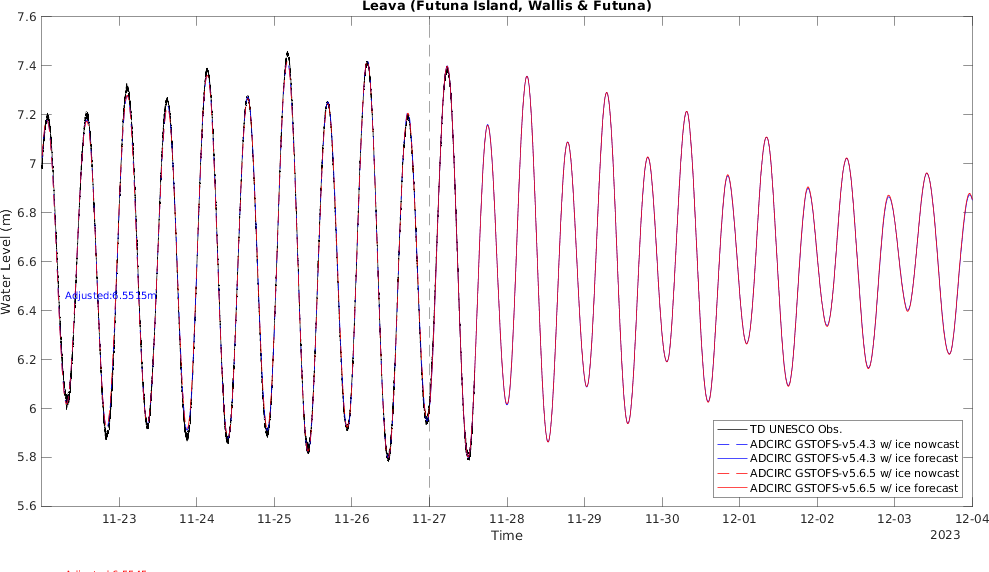 Leava (Futuna Island, Wallis & Futuna)
7.6
7.4
7.2
7
6.8
6.6
6.4
6.2
6
5.8
5.6
Water Level (m)
Adjusted:6.5515m
TD UNESCO Obs.
ADCIRC GSTOFS-v5.4.3 w/ ice nowcast
ADCIRC GSTOFS-v5.4.3 w/ ice forecast
ADCIRC GSTOFS-v5.6.5 w/ ice nowcast
ADCIRC GSTOFS-v5.6.5 w/ ice forecast
11-23 11-24 11-25 11-26 11-27 11-28 11-29 11-30 12-01 12-02 12-03 12-04
Time
2023